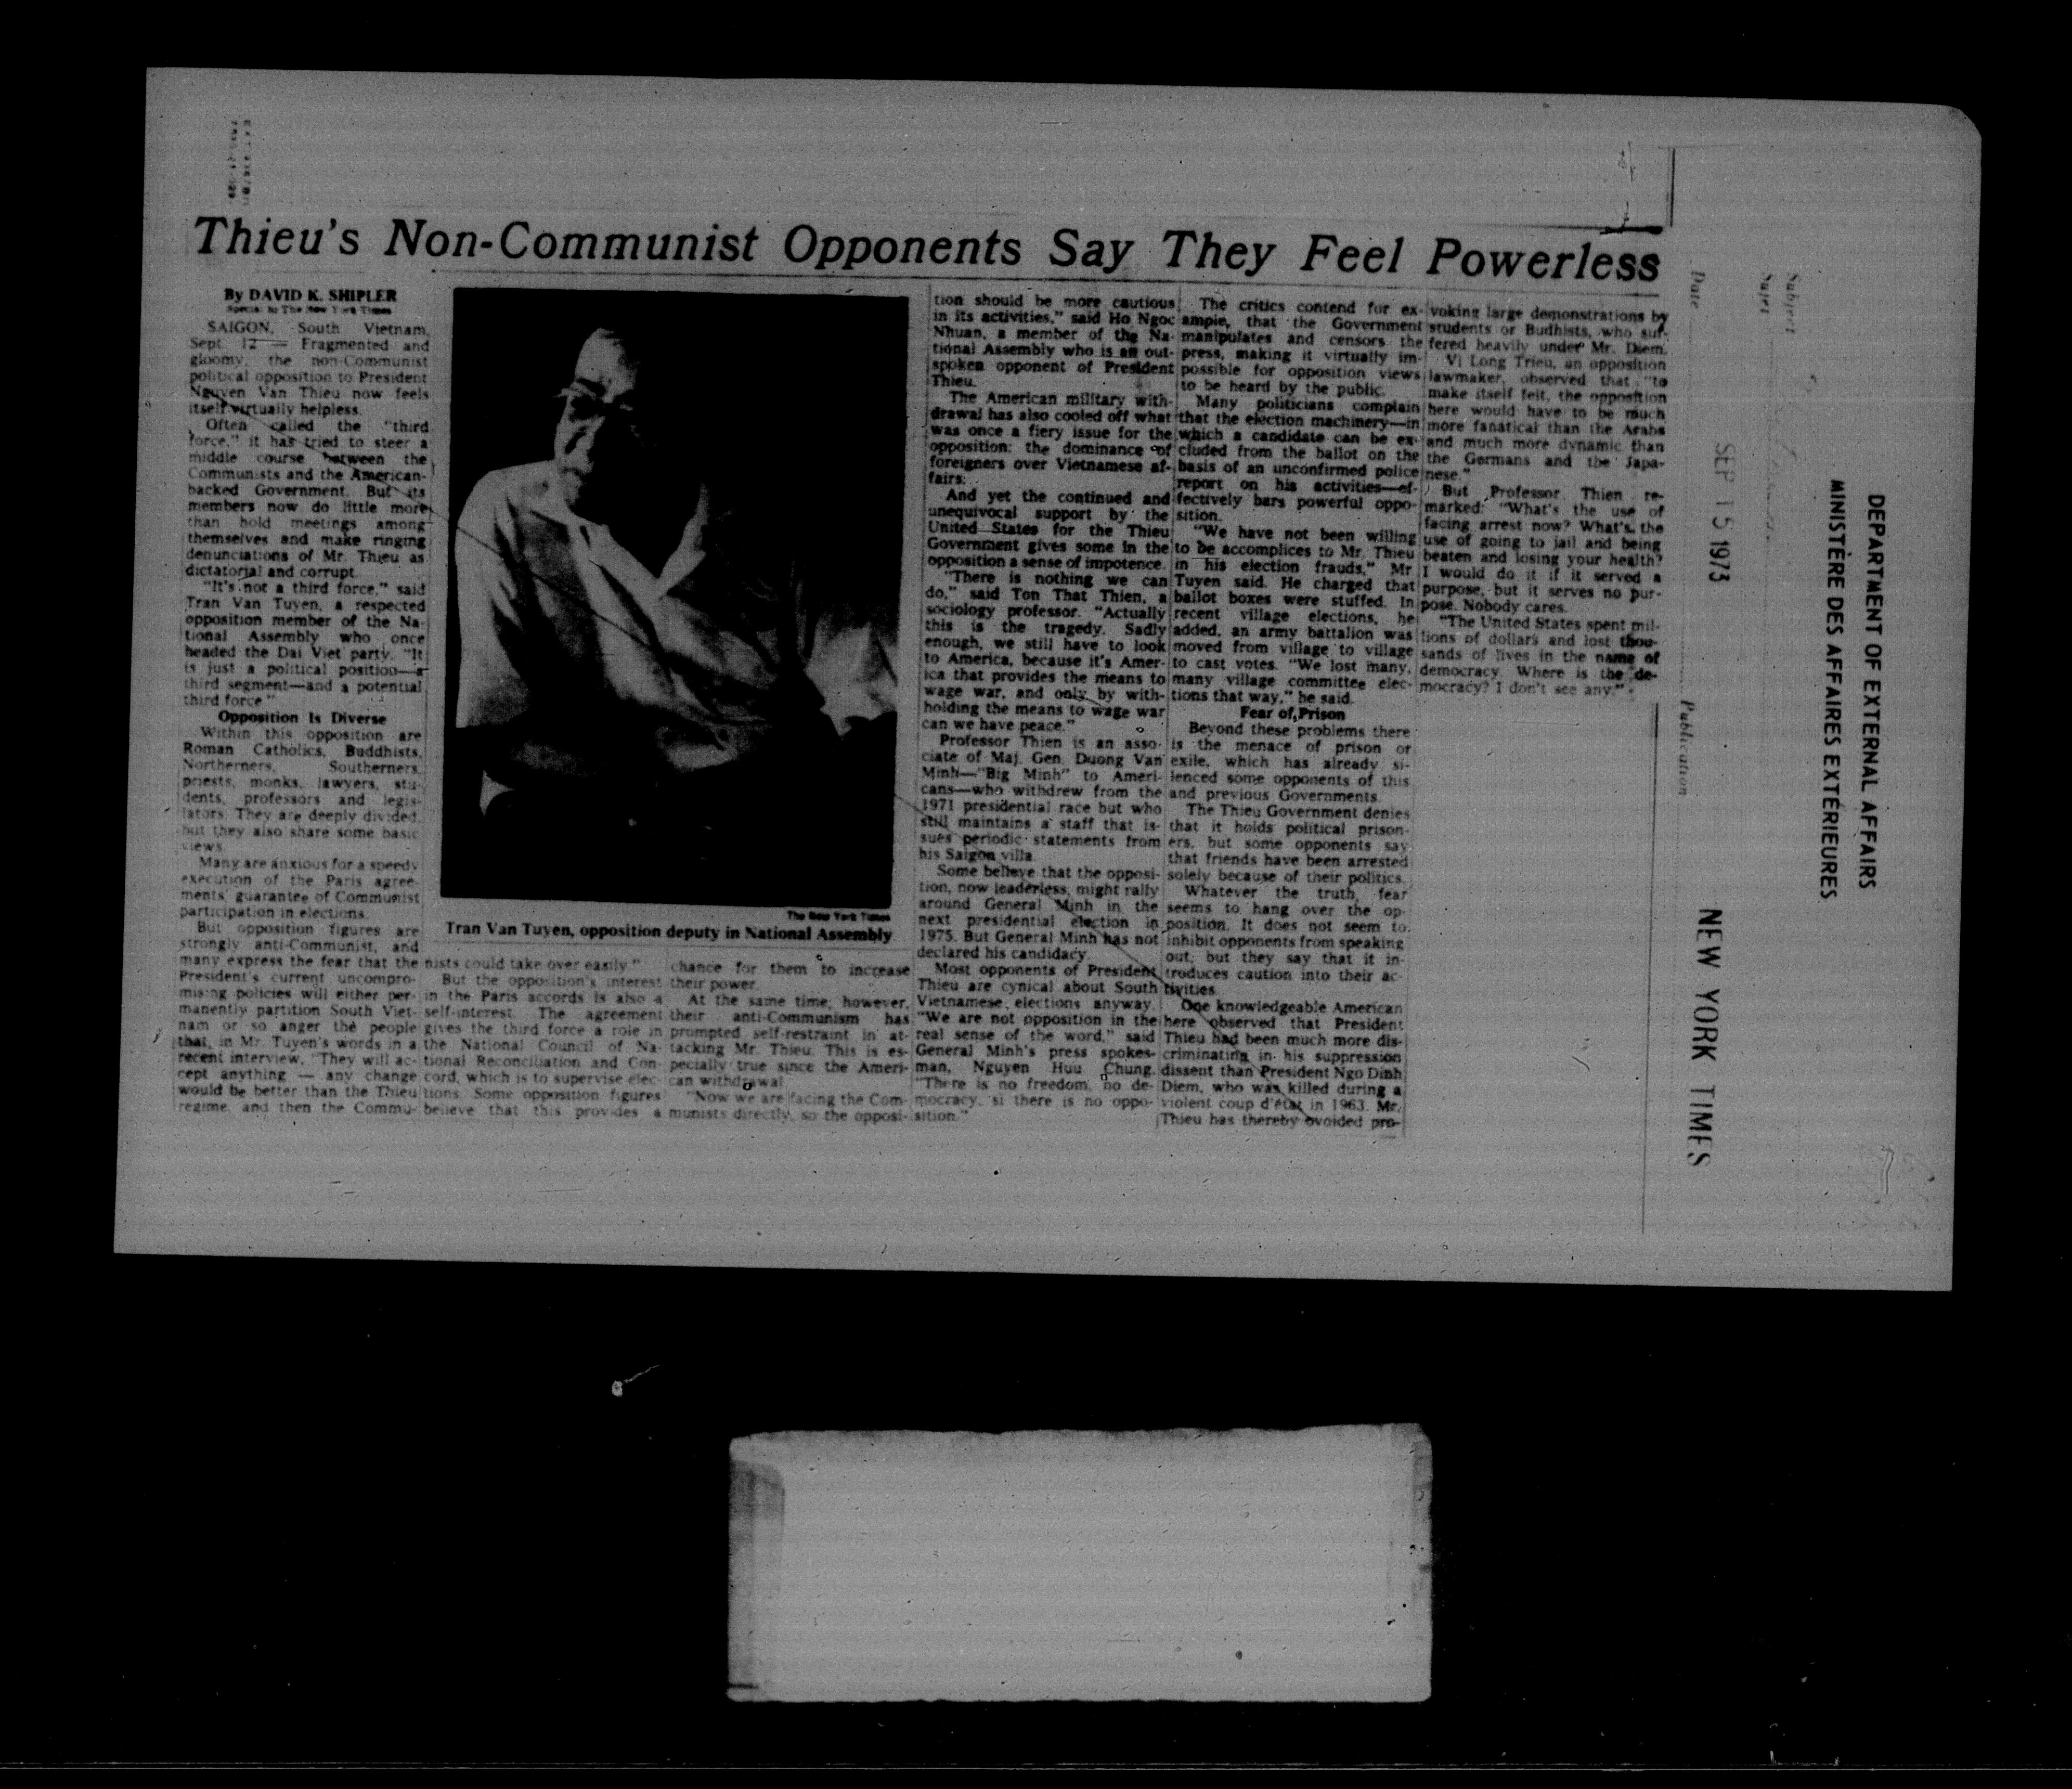 Thieu's Non-Communist Opponents Say They Feel Powerless
By DAVID K. SHIPLER
Special to The New York Times
SAIGON, South Vietnam,
Sept. 12 — Fragmented and
gloomy, the non-Communist
political opposition to President
Nguyen Van Thieu now feels
itself virtually helpless.
Often called the "third
force," it has tried to steer a
middle course between the
Communists and the American-
backed Government. But its
members now do little more
than hold meetings among
themselves and make ringing
denunciations of Mr. Thieu as
dictatorial and corrupt.
"It's not a third force," said
Tran Van Tuyen, a respected
opposition member of the Na-
tional Assembly who once
headed the Dai Viet party. "It
is just a political position—a
third segment—and a potential
third force"
Opposition Is Diverse
Within this opposition are
Roman Catholics, Buddhists,
Northerners, Southerners,
priests, monks, lawyers, stu-
dents, professors and legis-
lators. They are deeply divided,
but they also share some basic
views.
Many are anxious for a speedy
execution of the Paris agree-
ments' guarantee of Communist
participation in elections.
But opposition figures are
strongly anti-Communist, and
many express the fear that the
President's current uncompro-
mising policies will either per-
manently partition South Viet-
nam or so anger the people
that, in Mr. Tuyen's words in a
recent interview, "They will ac-
cept anything — any change
would be better than the Thieu
regime, and then the Commu-
The New York Times
Tran Van Tuyen, opposition deputy in National Assembly
nists could take over easily."
But the opposition's interest
in the Paris accords is also a
self-interest. The agreement
gives the third force a role in
the National Council of Na-
tional Reconciliation and Con-
cord, which is to supervise elec-
tions. Some opposition figures
believe that this provides a
chance for them to increase
their power.
At the same time, however,
their anti-Communism has
prompted self-restraint in at-
tacking Mr. Thieu. This is es-
pecially true since the Ameri-
can withdrawal.
"Now we are facing the Com-
munists directly, so the opposi-
tion should be more cautious
in its activities," said Ho Ngoc
Nhuan, a member of the Na-
tional Assembly who is an out-
spoken opponent of President
Thieu.
The American military with-
drawal has also cooled off what
was once a fiery issue for the
opposition: the dominance of
foreigners over Vietnamese af-
fairs.
And yet the continued and
unequivocal support by the
United States for the Thieu
Government gives some in the
opposition a sense of impotence.
"There is nothing we can
do," said Ton That Thien, a
sociology professor. "Actually
this is the tragedy. Sadly
enough, we still have to look
to America, because it's Amer-
ica that provides the means to
wage war, and only by with-
holding the means to wage war
can we have peace."
Professor Thien is an asso-
ciate of Maj. Gen. Duong Van
Minh—"Big Minh" to Ameri-
cans—who withdrew from the
1971 presidential race but who
still maintains a staff that is-
sues periodic statements from
his Saigon villa.
Some believe that the opposi-
tion, now leaderless, might rally
around General Minh in the
next presidential election in
1975. But General Minh has not
declared his candidacy.
Most opponents of President
Thieu are cynical about South
Vietnamese elections anyway.
"We are not opposition in the
real sense of the word," said
General Minh's press spokes-
man, Nguyen Huu Chung.
"There is no freedom, no de-
mocracy, si there is no oppo-
sition."
The critics contend for ex-
ample, that the Government
manipulates and censors the
press, making it virtually im-
possible for opposition views
to be heard by the public.
Many politicians complain
that the election machinery—in
which a candidate can be ex-
cluded from the ballot on the
basis of an unconfirmed police
report on his activities—ef-
fectively bars powerful oppo-
sition.
"We have not been willing
to be accomplices to Mr. Thieu
in his election frauds," Mr
Tuyen said. He charged that
ballot boxes were stuffed. In
recent village elections, he
added, an army battalion was
moved from village to village
to cast votes. "We lost many,
many village committee elec-
tions that way," he said.
Fear of Prison
Beyond these problems there
is the menace of prison or
exile, which has already si-
lenced some opponents of this
and previous Governments.
The Thieu Government denies
that it holds political prison-
ers, but some opponents say
that friends have been arrested
solely because of their politics.
Whatever the truth, fear
seems to hang over the op-
position. It does not seem to
inhibit opponents from speaking
out, but they say that it in-
troduces caution into their ac-
tivities.
One knowledgeable American
here observed that President
Thieu had been much more dis-
criminating in his suppression
dissent than President Ngo Dinh
Diem, who was killed during a
violent coup d'état in 1963. Mr.
Thieu has thereby avoided pro-
voking large demonstrations by
students or Budhists, who suf-
fered heavily under Mr. Diem.
Vi Long Trieu, an opposition
lawmaker, observed that "to
make itself felt, the opposition
here would have to be much
more fanatical than the Arabs
and much more dynamic than
the Germans and the Japa-
nese."
But Professor Thien re-
marked: "What's the use of
facing arrest now? What's the
use of going to jail and being
beaten and losing your health?
I would do it if it served a
purpose, but it serves no pur-
pose. Nobody cares.
"The United States spent mil-
lions of dollars and lost thou-
sands of lives in the name of
democracy. Where is the de-
mocracy? I don't see any."
DEPARTMENT OF EXTERNAL AFFAIRS
MINISTÈRE DES AFFAIRES EXTÉRIEURES
Subject
Sujet
Date
SEP 15 1973
Publication
NEW YORK TIMES